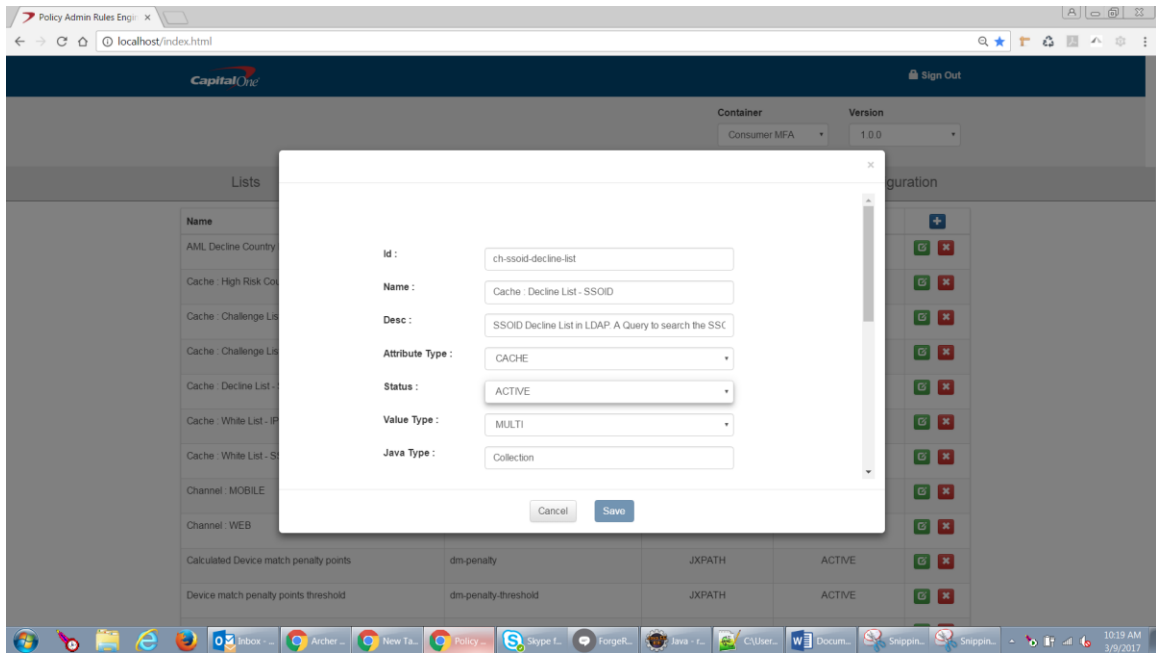 Policy Admin Rules Engi
localhost/index.html
CapitalOne
Sign Out
Container
Version
Consumer MFA
1.0.0
Lists
guration
Name
AML Decline Country
Cache : High Risk Cou
Cache : Challenge Lis
Cache : Challenge Lis
Cache : Decline List -
Cache : White List - IP
Cache : White List - S
Channel : MOBILE
Channel : WEB
Calculated Device match penalty points dm-penalty JXPATH ACTIVE
Device match penalty points threshold dm-penalty-threshold JXPATH ACTIVE
Id : ch-ssoid-decline-list
Name : Cache : Decline List - SSOID
Desc : SSOID Decline List in LDAP. A Query to search the SSO
Attribute Type : CACHE
Status : ACTIVE
Value Type : MULTI
Java Type : Collection
Cancel Save
Inbox - ... Archer ... New Ta... Policy ... Skype f... ForgeR... Java - r... C:\User... Docum... Snippin... Snippin...
10:19 AM
3/9/2017